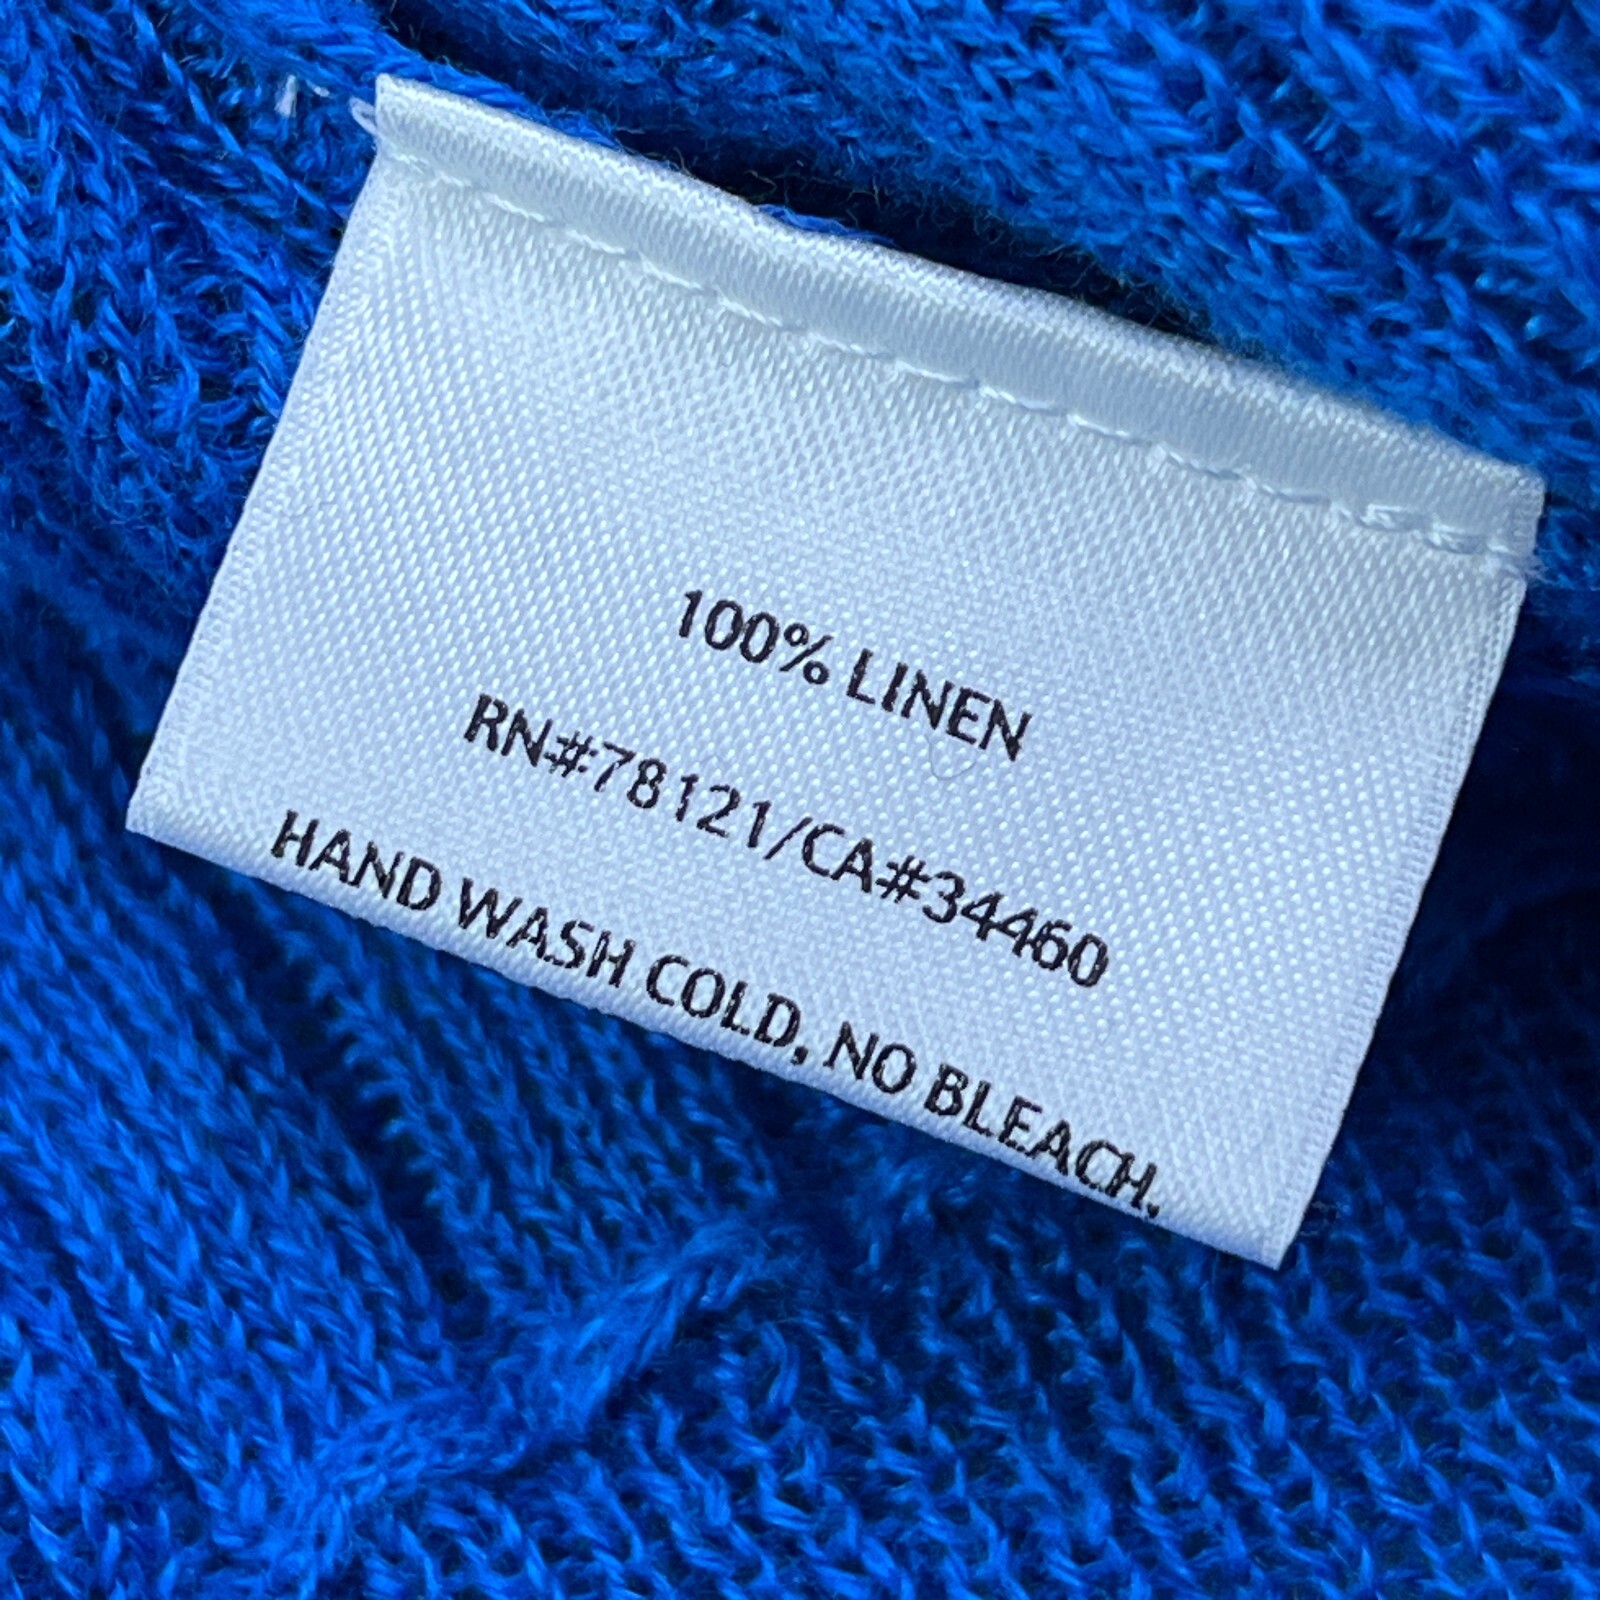 100% LINEN
RN#78121/CA#34460
HAND WASH COLD, NO BLEACH.